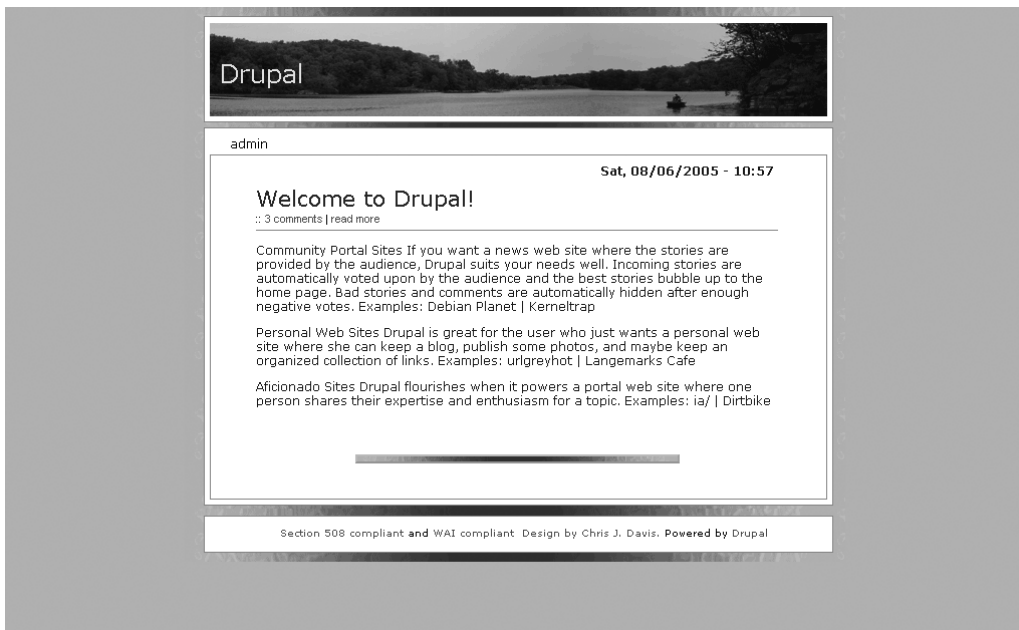 Drupal
admin
Sat, 08/06/2005 - 10:57
Welcome to Drupal!
:: 3 comments | read more
Community Portal Sites If you want a news web site where the stories are
provided by the audience, Drupal suits your needs well. Incoming stories are
automatically voted upon by the audience and the best stories bubble up to the
home page. Bad stories and comments are automatically hidden after enough
negative votes. Examples: Debian Planet | Kerneltrap
Personal Web Sites Drupal is great for the user who just wants a personal web
site where she can keep a blog, publish some photos, and maybe keep an
organized collection of links. Examples: urlgreyhot | Langemarks Cafe
Aficionado Sites Drupal flourishes when it powers a portal web site where one
person shares their expertise and enthusiasm for a topic. Examples: ia/ | Dirtbike
Section 508 compliant and WAI compliant Design by Chris J. Davis. Powered by Drupal